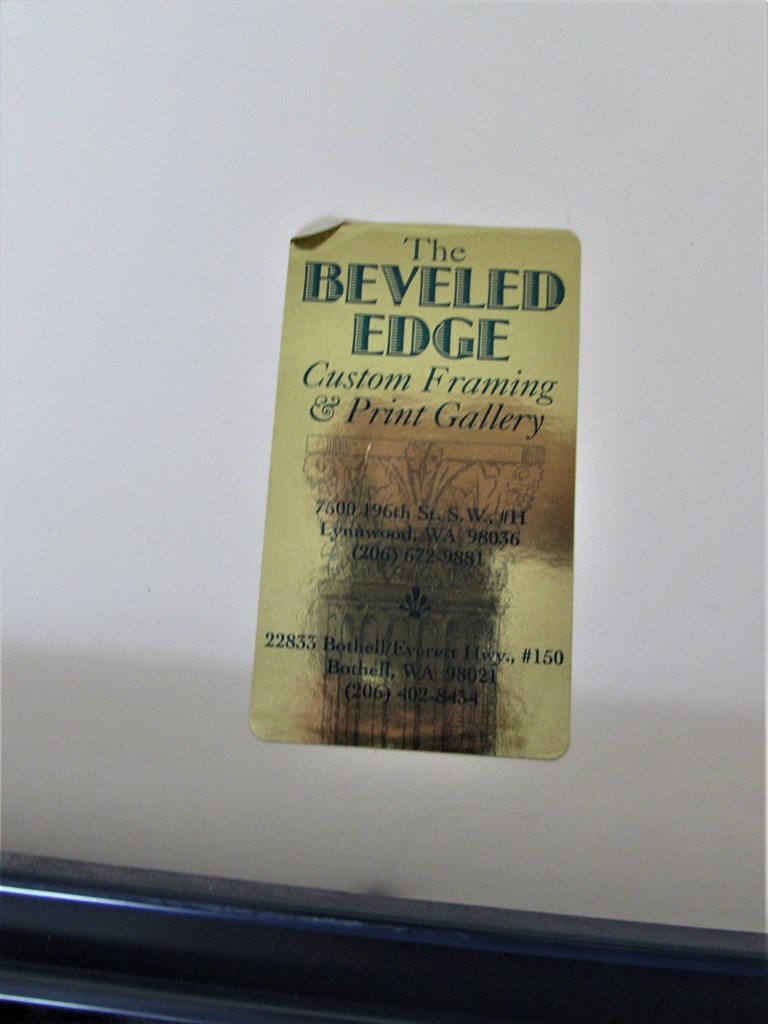 The
BEVELED
EDGE
Custom Framing
& Print Gallery
7500 196th St. S.W., #H
Lynnwood, WA 98036
(206) 672-9881
22833 Bothell/Everett Hwy., #150
Bothell, WA 98021
(206) 402-8434